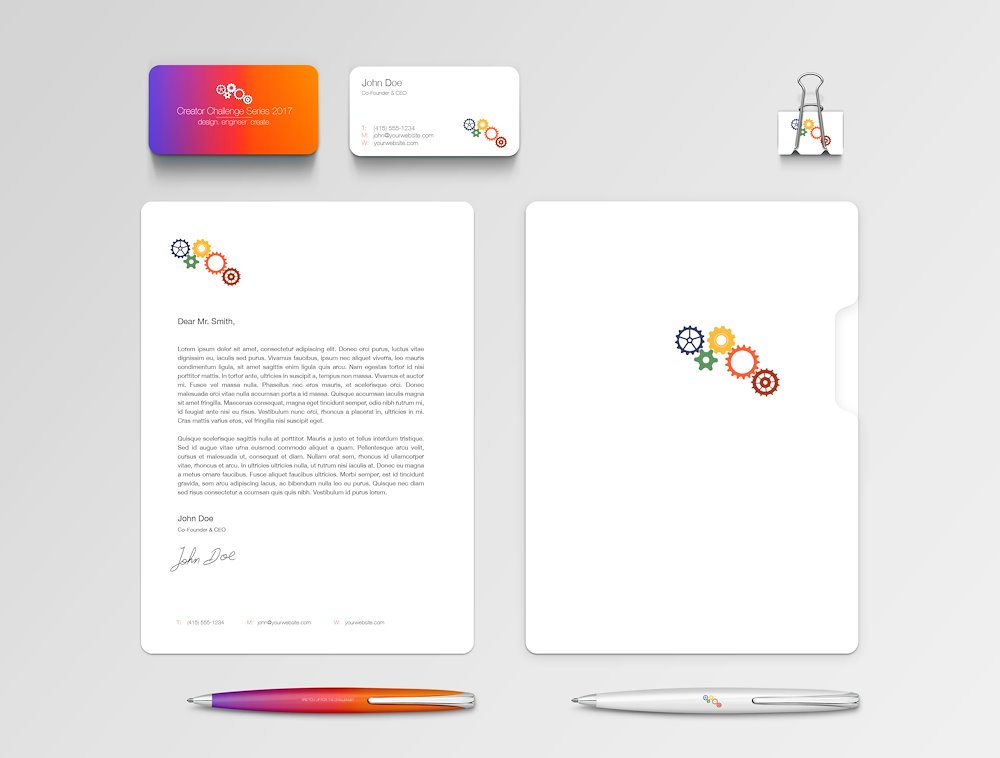 Creator Challenge Series 2017
design. engineer. create.
John Doe
Co-Founder & CEO
T: (415) 555-1234
M: john@yourwebsite.com
W: yourwebsite.com
Dear Mr. Smith,
Lorem ipsum dolor sit amet, consectetur adipiscing elit. Donec orci purus, luctus vitae
dignissim eu, iaculis sed purus. Vivamus faucibus, ipsum nec aliquet viverra, leo mauris
condimentum ligula, sit amet sagittis enim ligula quis arcu. Nam egestas tortor id nisi
porttitor mattis. In tortor ante, ultricies in suscipit a, tempus non massa. Vivamus et auctor
mi. Fusce vel massa nulla. Phasellus nec eros mauris, et scelerisque orci. Donec
malesuada orci vitae nulla accumsan porta a id massa. Quisque accumsan iaculis magna
sit amet fringilla. Maecenas consequat, magna eget tincidunt semper, odio nibh rutrum mi,
id feugiat ante nisi eu risus. Vestibulum nunc orci, rhoncus a placerat in, ultricies in mi.
Cras mattis varius eros, vel fringilla nisi suscipit eget.
Quisque scelerisque sagittis nulla at porttitor. Mauris a justo et tellus interdum tristique.
Sed id augue vitae urna euismod commodo aliquet a quam. Pellentesque arcu velit,
cursus et malesuada ut, consequat et diam. Nullam erat sem, rhoncus id ullamcorper
vitae, rhoncus et arcu. In ultricies ultricies nulla, ut rutrum nisi iaculis at. Donec eu magna
a metus ornare faucibus. Fusce aliquet faucibus ultricies. Morbi semper, est id tincidunt
gravida, sem arcu adipiscing lacus, ac bibendum nulla leo eu purus. Quisque nec diam
sed risus consectetur a ccumsan quis quis nibh. Vestibulum id purus lorem.
John Doe
Co-Founder & CEO
John Doe
T: (415) 555-1234 M: john@yourwebsite.com W: yourwebsite.com